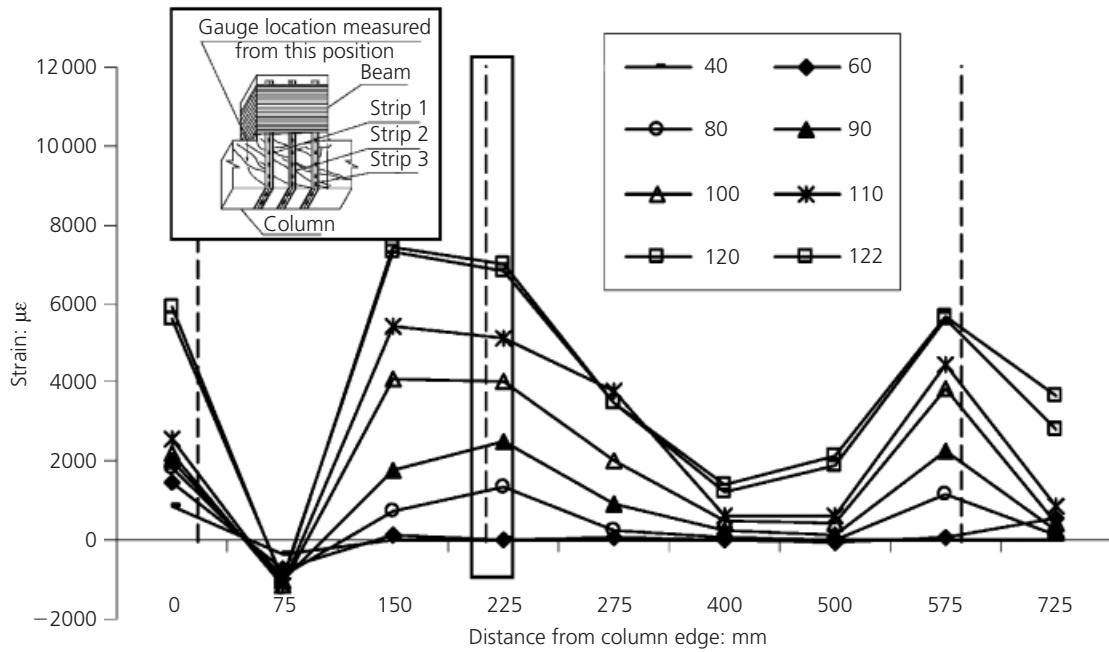 Gauge location measured
from this position
Beam
Strip 1
Strip 2
Strip 3
Column
40 60
80 90
100 110
120 122
12 000
10 000
8000
6000
4000
2000
0
−2000
Strain: με
0 75 150 225 275 400 500 575 725
Distance from column edge: mm